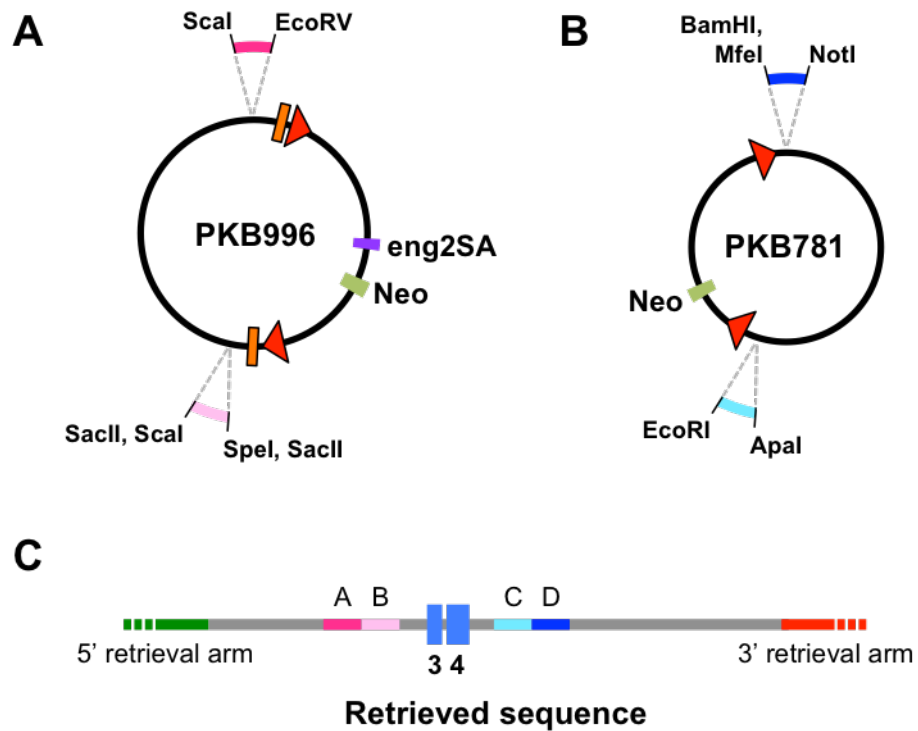 A
ScaI EcoRV
PKB996
eng2SA
Neo
SacII, ScaI
SpeI, SacII
B
BamHI,
MfeI NotI
PKB781
Neo
EcoRI
ApaI
C
A B C D
5' retrieval arm
3 4
3' retrieval arm
Retrieved sequence